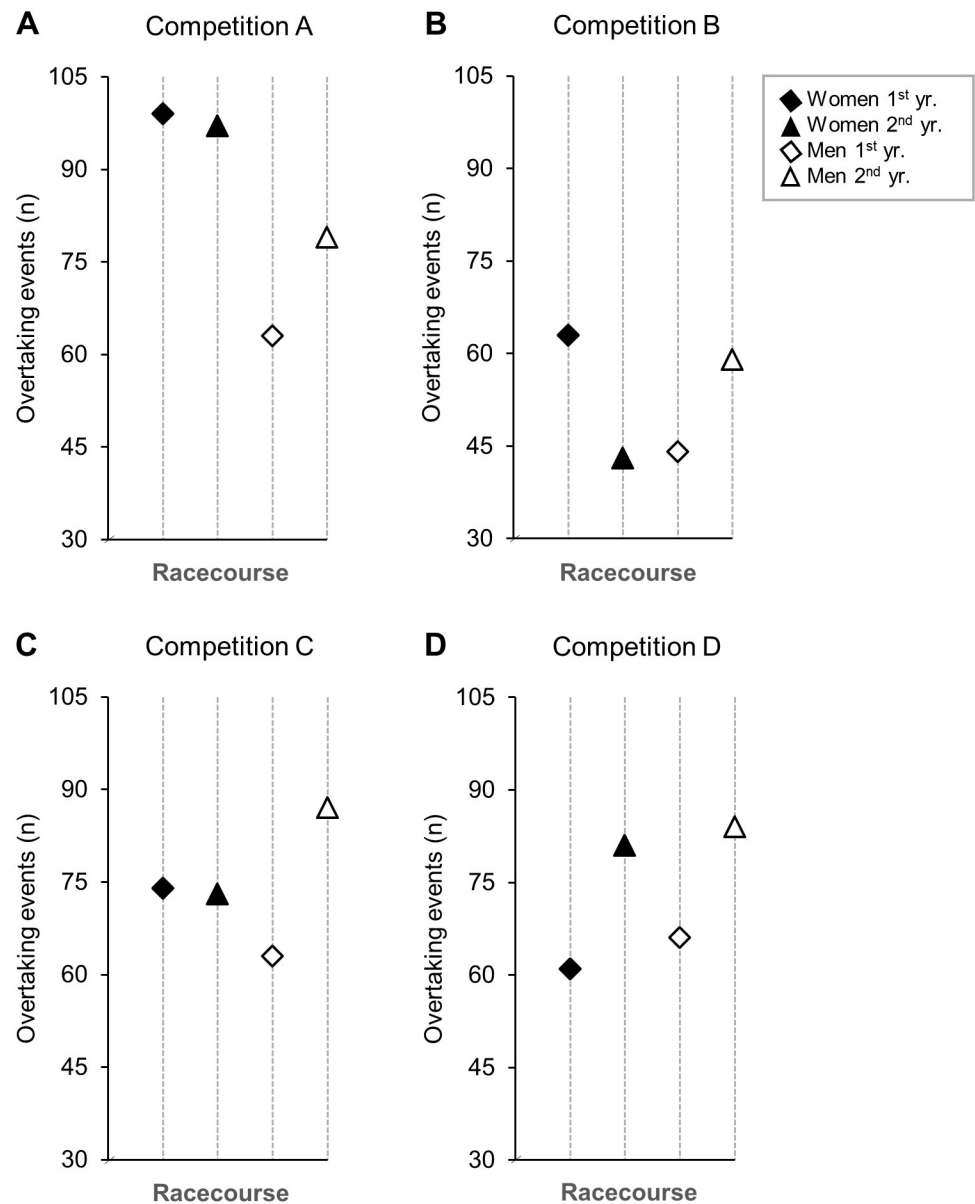 A
Competition A
105
90
75
60
45
30
Overtaking events (n)
Racecourse
B
Competition B
105
90
75
60
45
30
Overtaking events (n)
Racecourse
Women 1st yr.
Women 2nd yr.
Men 1st yr.
Men 2nd yr.
C
Competition C
105
90
75
60
45
30
Overtaking events (n)
Racecourse
D
Competition D
105
90
75
60
45
30
Overtaking events (n)
Racecourse